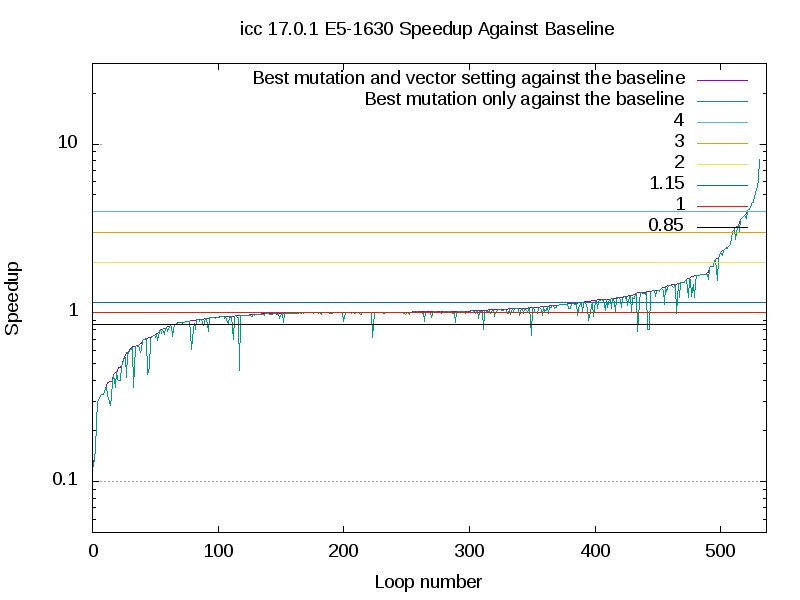 icc 17.0.1 E5-1630 Speedup Against Baseline
Best mutation and vector setting against the baseline
Best mutation only against the baseline
4
3
2
1.15
1
0.85
10
1
0.1
Speedup
0 100 200 300 400 500
Loop number